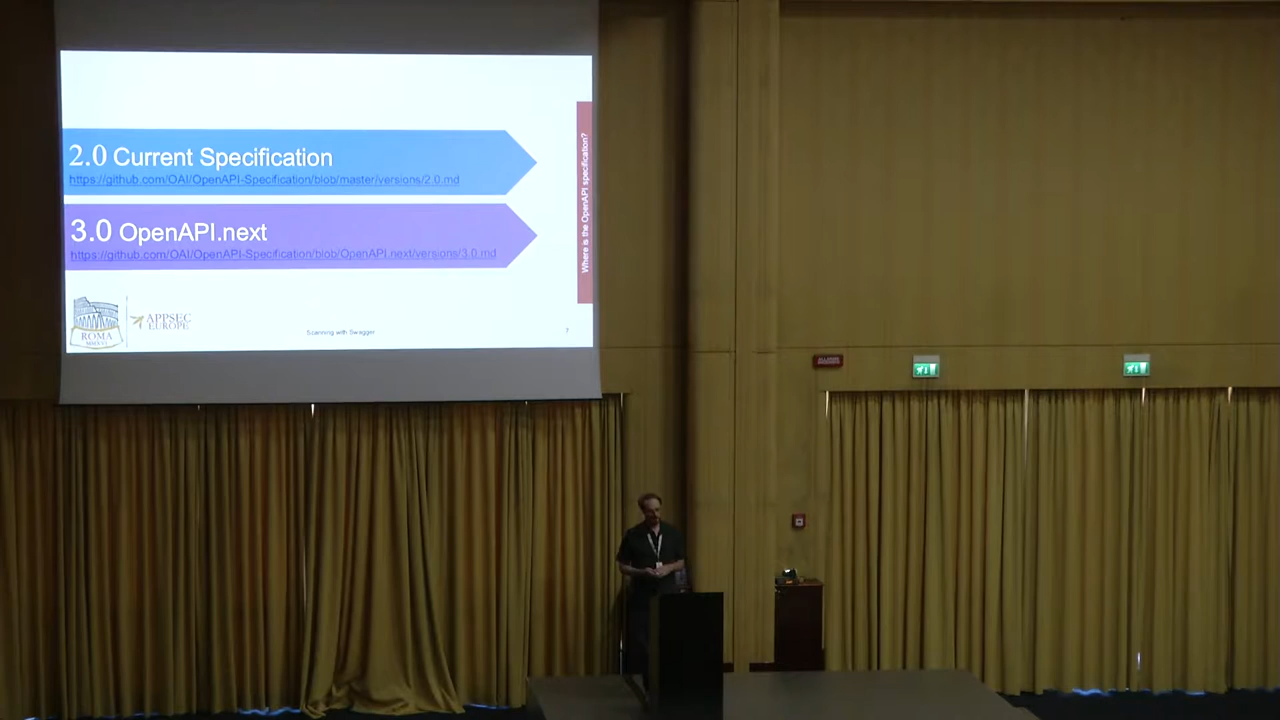 2.0 Current Specification
https://github.com/OAI/OpenAPI-Specification/blob/master/versions/2.0.md
3.0 OpenAPI.next
https://github.com/OAI/OpenAPI-Specification/blob/OpenAPI.next/versions/3.0.md
Where is the OpenAPI specification?
ROMA
MMXVI
APPSEC
EUROPE
Scanning with Swagger
7